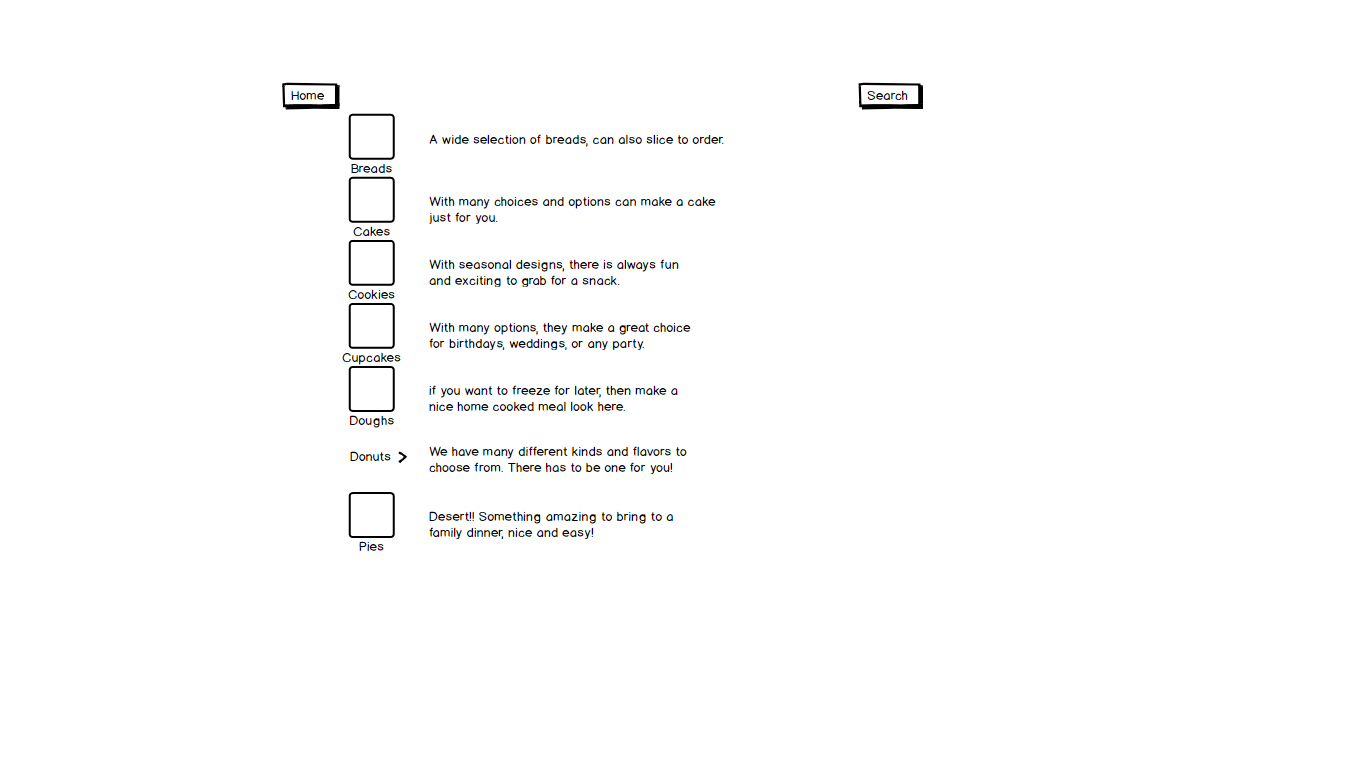 Home
Search
A wide selection of breads, can also slice to order.
Breads
With many choices and options can make a cake
just for you.
Cakes
With seasonal designs, there is always fun
and exciting to grab for a snack.
Cookies
With many options, they make a great choice
for birthdays, weddings, or any party.
Cupcakes
if you want to freeze for later, then make a
nice home cooked meal look here.
Doughs
Donuts
We have many different kinds and flavors to
choose from. There has to be one for you!
Desert!! Something amazing to bring to a
family dinner, nice and easy!
Pies